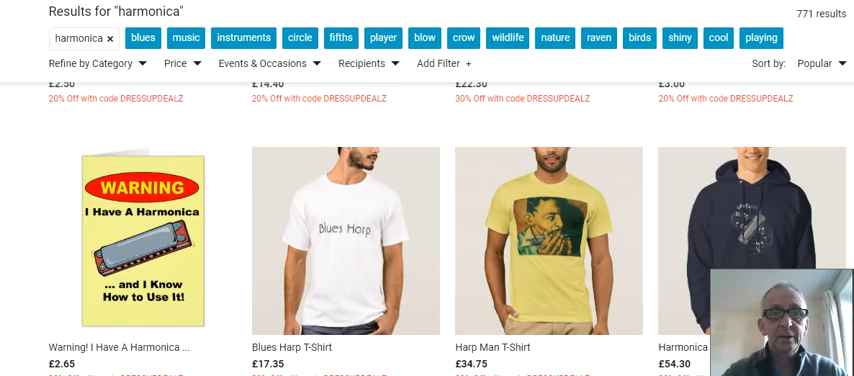 Results for "harmonica"
771 results
harmonica × blues music instruments circle fifths player blow crow wildlife nature raven birds shiny cool playing
Refine by Category Price Events & Occasions Recipients Add Filter + Sort by: Popular
£2.50 £14.40 £22.30 £3.00
20% Off with code DRESSUPDEALZ 20% Off with code DRESSUPDEALZ 30% Off with code DRESSUPDEALZ 20% Off with code DRESSUPDEALZ
WARNING
I Have A Harmonica
... and I Know
How to Use It!
Blues Harp
Warning! I Have A Harmonica ... Blues Harp T-Shirt Harp Man T-Shirt Harmonica
£2.65 £17.35 £34.75 £54.30